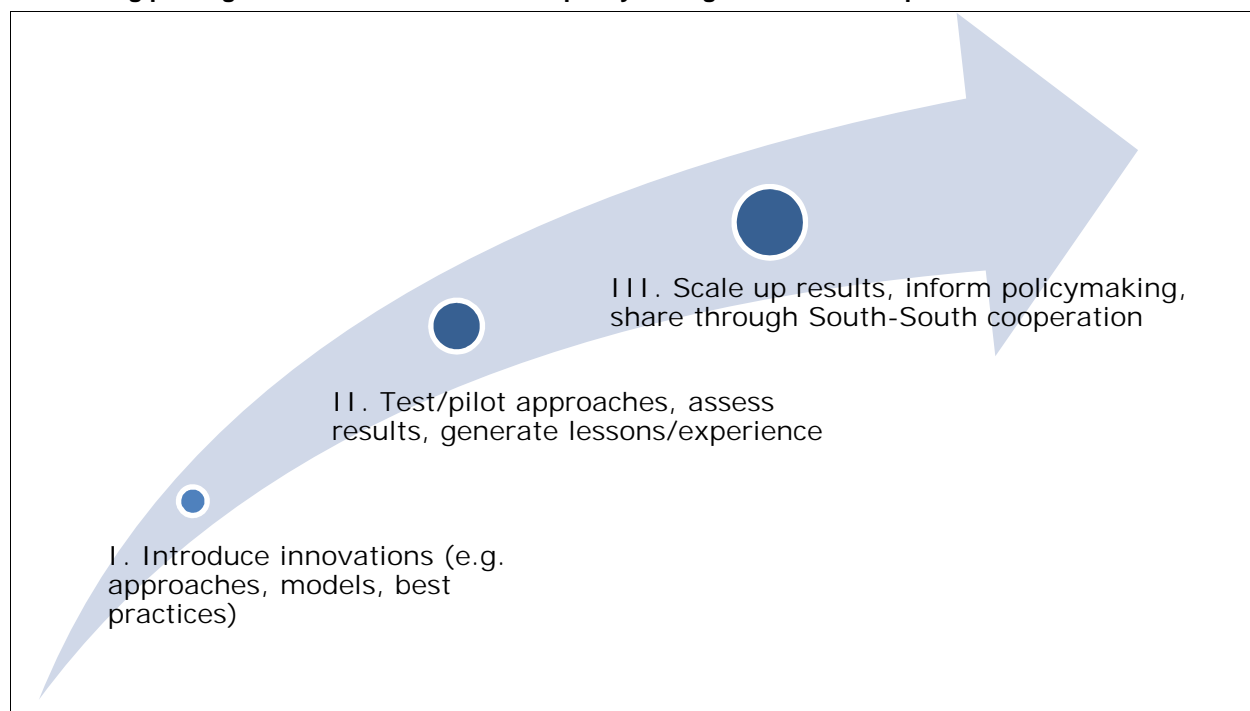 I. Introduce innovations (e.g.
approaches, models, best
practices)
II. Test/pilot approaches, assess
results, generate lessons/experience
III. Scale up results, inform policymaking,
share through South-South cooperation